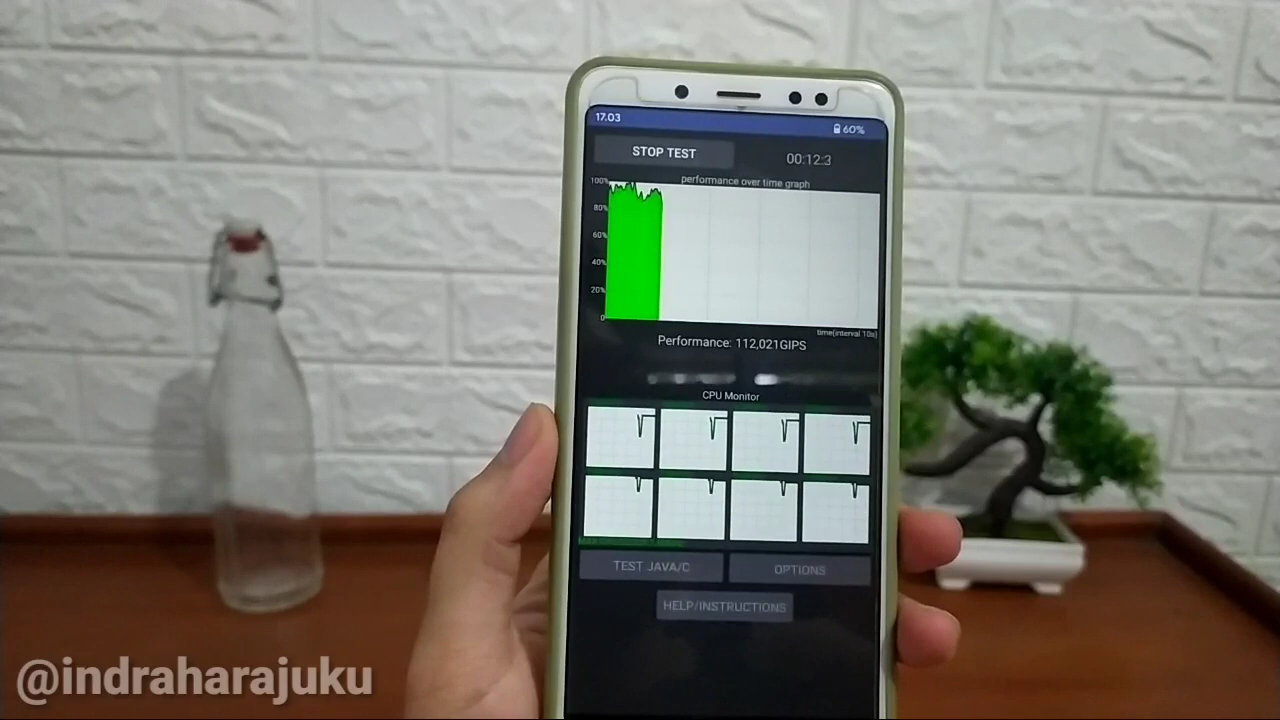 17.03
60%
STOP TEST
00:12:3
performance over time graph
100%
80%
60%
40%
20%
0
time(interval 10s)
Performance: 112,021GIPS
CPU Monitor
TEST JAVA/C
OPTIONS
HELP/INSTRUCTIONS
@indraharajuku